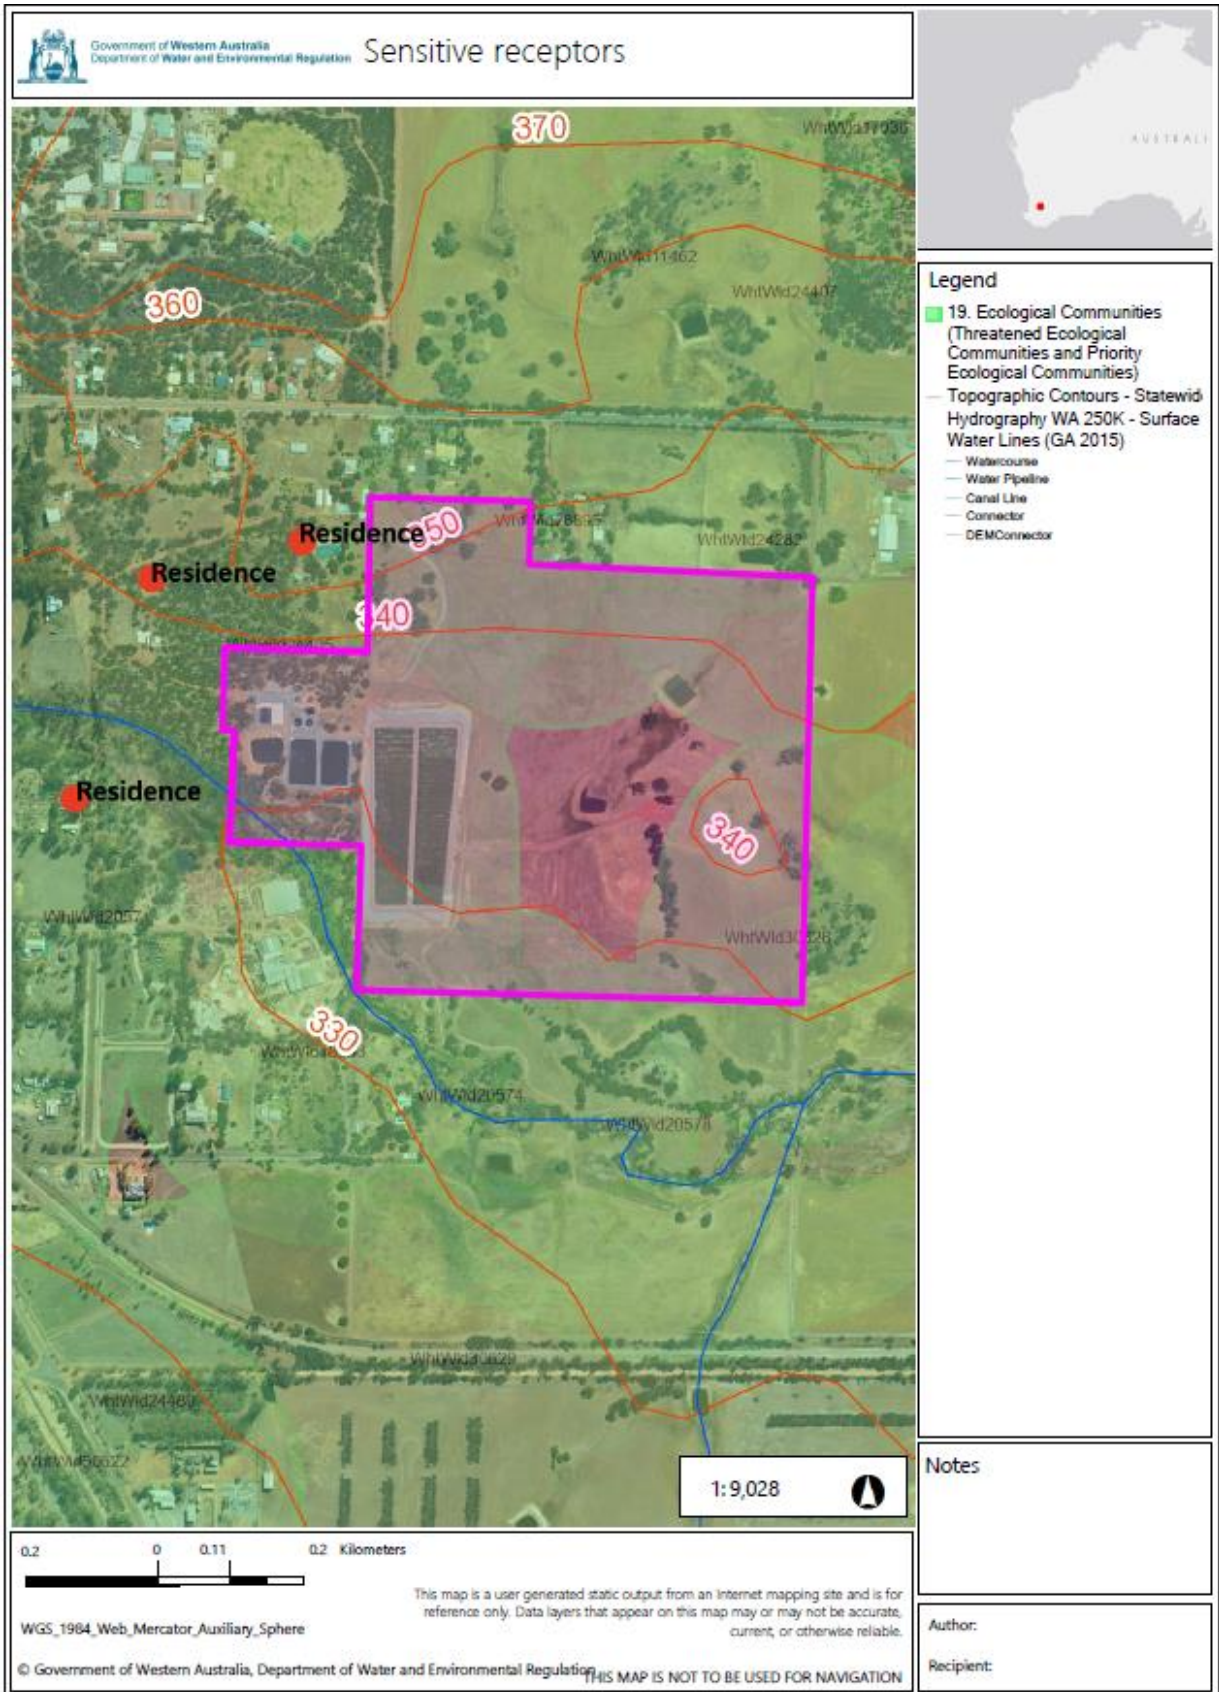 Government of Western Australia
Department of Water and Environmental Regulation
Sensitive receptors
AUSTRALI
370
WhtWld11462
WhtWld24407
360
Residence
350
WhtWld24282
Residence
340
Residence
340
WhtWld2057
330
WhtWld20574
WhtWld20578
WhtWld24480
1: 9,028
Legend
19. Ecological Communities
(Threatened Ecological
Communities and Priority
Ecological Communities)
Topographic Contours - Statewid
Hydrography WA 250K - Surface
Water Lines (GA 2015)
Watercourse
Water Pipeline
Canal Line
Connector
DEMConnector
Notes
0.2 0 0.11 0.2 Kilometers
This map is a user generated static output from an Internet mapping site and is for
reference only. Data layers that appear on this map may or may not be accurate,
current, or otherwise reliable.
WGS_1984_Web_Mercator_Auxiliary_Sphere
© Government of Western Australia, Department of Water and Environmental Regulation
THIS MAP IS NOT TO BE USED FOR NAVIGATION
Author:
Recipient: